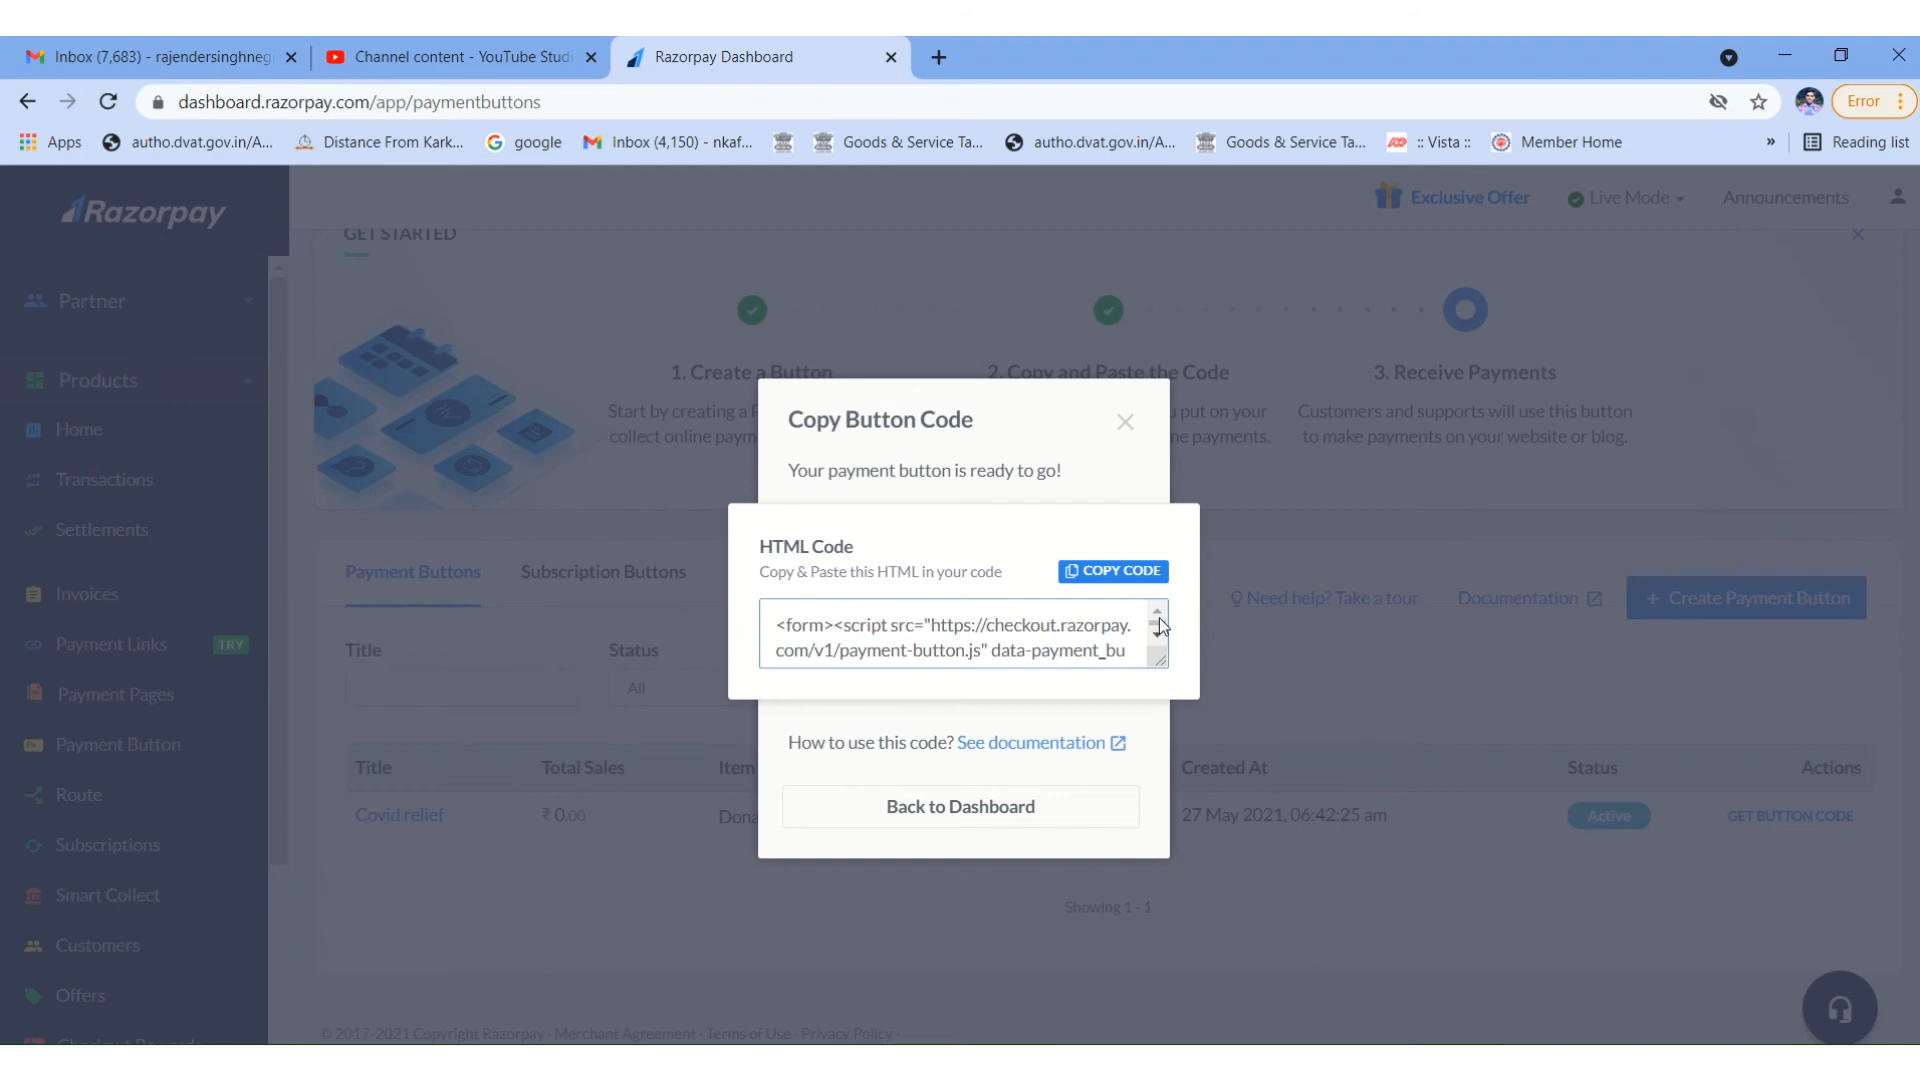 Inbox (7,683) - rajendersinghneg
Channel content - YouTube Studi
Razorpay Dashboard
dashboard.razorpay.com/app/paymentbuttons
Error
Apps
autho.dvat.gov.in/A...
Distance From Kark...
google
Inbox (4,150) - nkaf...
Goods & Service Ta...
autho.dvat.gov.in/A...
Goods & Service Ta...
:: Vista ::
Member Home
»
Reading list
Razorpay
Exclusive Offer
Live Mode
Announcements
GET STARTED
Partner
Products
Home
Transactions
Settlements
Invoices
Payment Links
TRY
Payment Pages
Payment Button
Route
Subscriptions
Smart Collect
Customers
Offers
1. Create a Button
2. Copy and Paste the Code
3. Receive Payments
Start by creating a P
collect online paym
u put on your
ne payments.
Customers and supports will use this button
to make payments on your website or blog.
Copy Button Code
Your payment button is ready to go!
HTML Code
Copy & Paste this HTML in your code
COPY CODE
<form><script src="https://checkout.razorpay.
com/v1/payment-button.js" data-payment_bu
How to use this code? See documentation
Back to Dashboard
Payment Buttons
Subscription Buttons
Need help? Take a tour
Documentation
+ Create Payment Button
Title
Status
All
Title
Total Sales
Item
Created At
Status
Actions
Covid relief
₹ 0.00
Dona
27 May 2021, 06:42:25 am
Active
GET BUTTON CODE
Showing 1 - 1
© 2017-2021 Copyright Razorpay · Merchant Agreement · Terms of Use · Privacy Policy ·